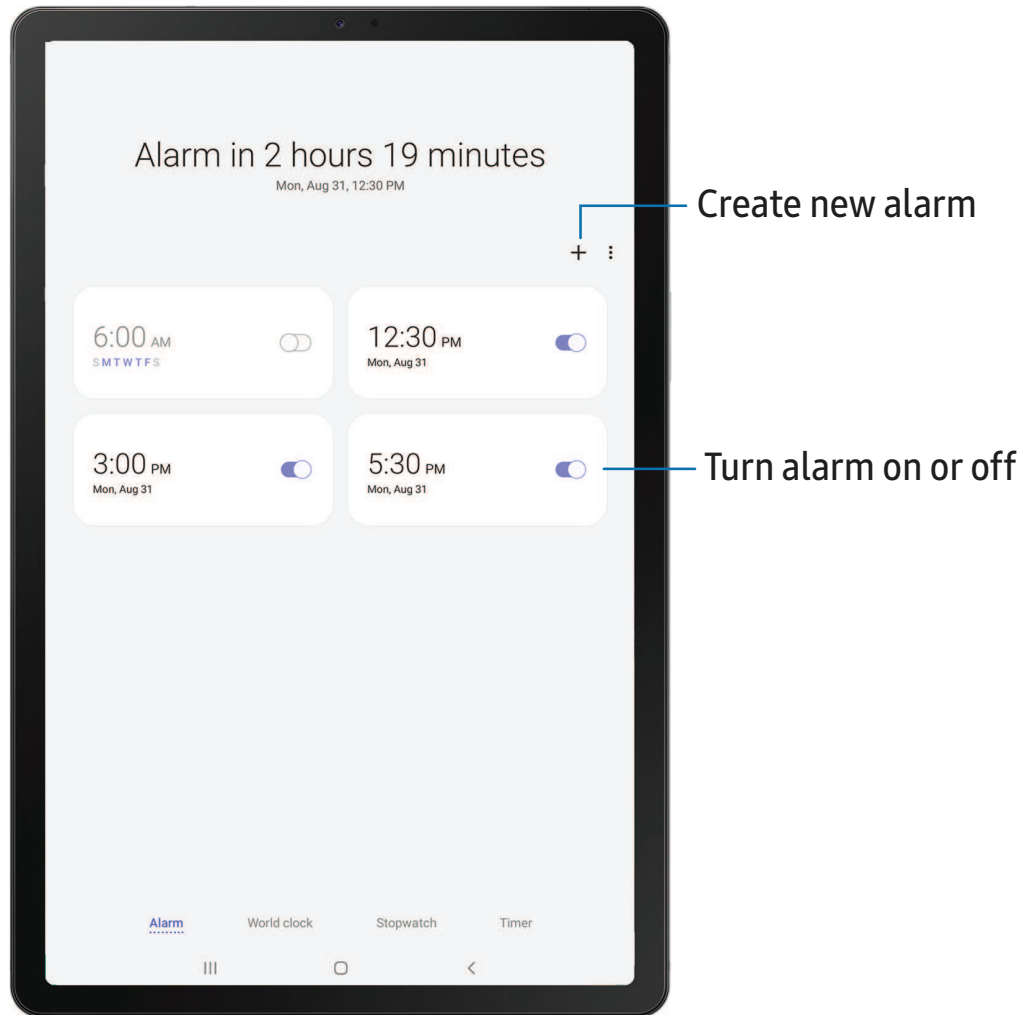 Alarm in 2 hours 19 minutes
Mon, Aug 31, 12:30 PM
Create new alarm
6:00 AM
SMTWTFS
12:30 PM
Mon, Aug 31
3:00 PM
Mon, Aug 31
5:30 PM
Mon, Aug 31
Turn alarm on or off
Alarm World clock Stopwatch Timer